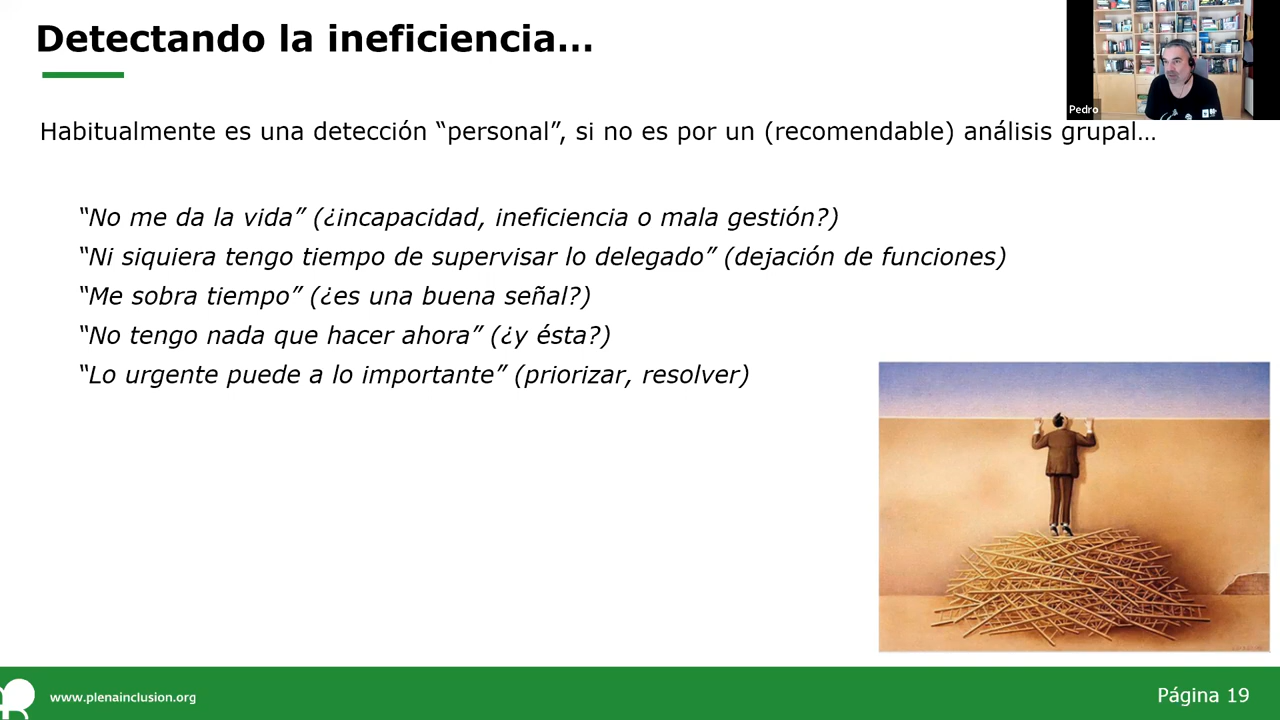 Detectando la ineficiencia...
Pedro
Habitualmente es una detección “personal”, si no es por un (recomendable) análisis grupal…
“No me da la vida” (¿incapacidad, ineficiencia o mala gestión?)
“Ni siquiera tengo tiempo de supervisar lo delegado” (dejación de funciones)
“Me sobra tiempo” (¿es una buena señal?)
“No tengo nada que hacer ahora” (¿y ésta?)
“Lo urgente puede a lo importante” (priorizar, resolver)
www.plenainclusion.org
Página 19